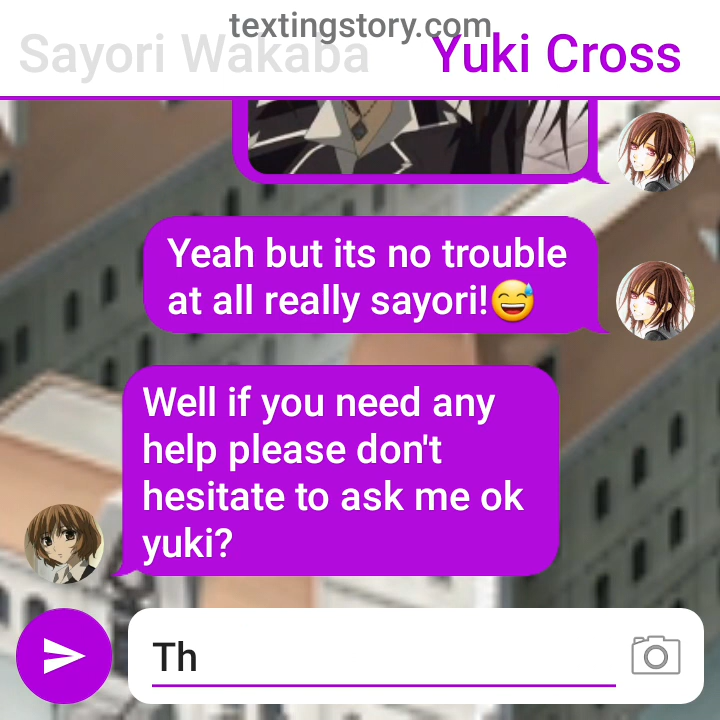 textingstory.com
Sayori Wakaba Yuki Cross
Yeah but its no trouble
at all really sayori!😅
Well if you need any
help please don't
hesitate to ask me ok
yuki?
Th